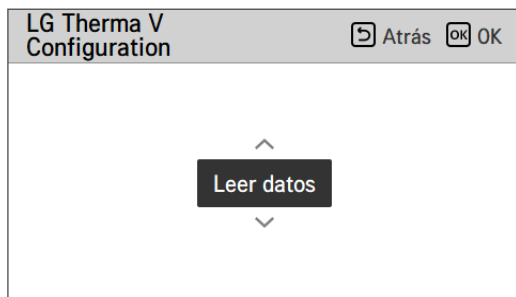 LG Therma V
Configuration
Atrás OK OK
Leer datos